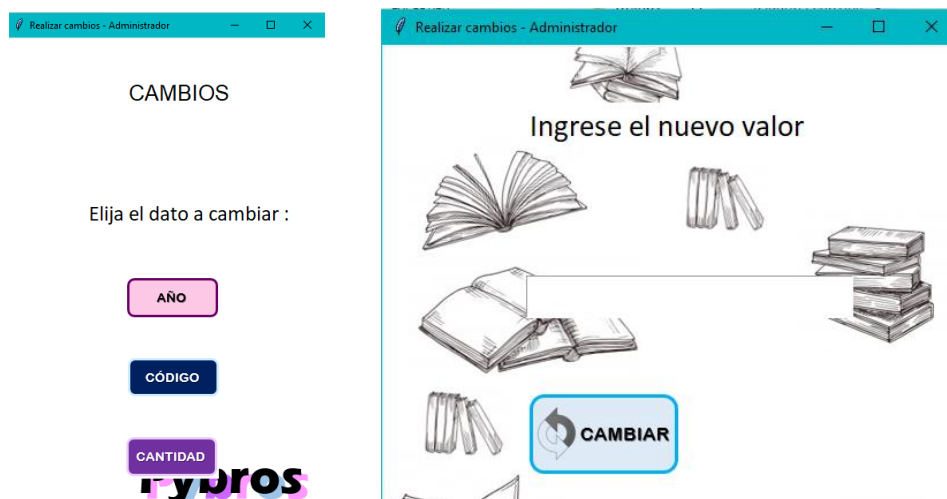 Realizar cambios - Administrador
CAMBIOS
Elija el dato a cambiar :
AÑO
CÓDIGO
CANTIDAD
Pybros
Realizar cambios - Administrador
Ingrese el nuevo valor
CAMBIAR